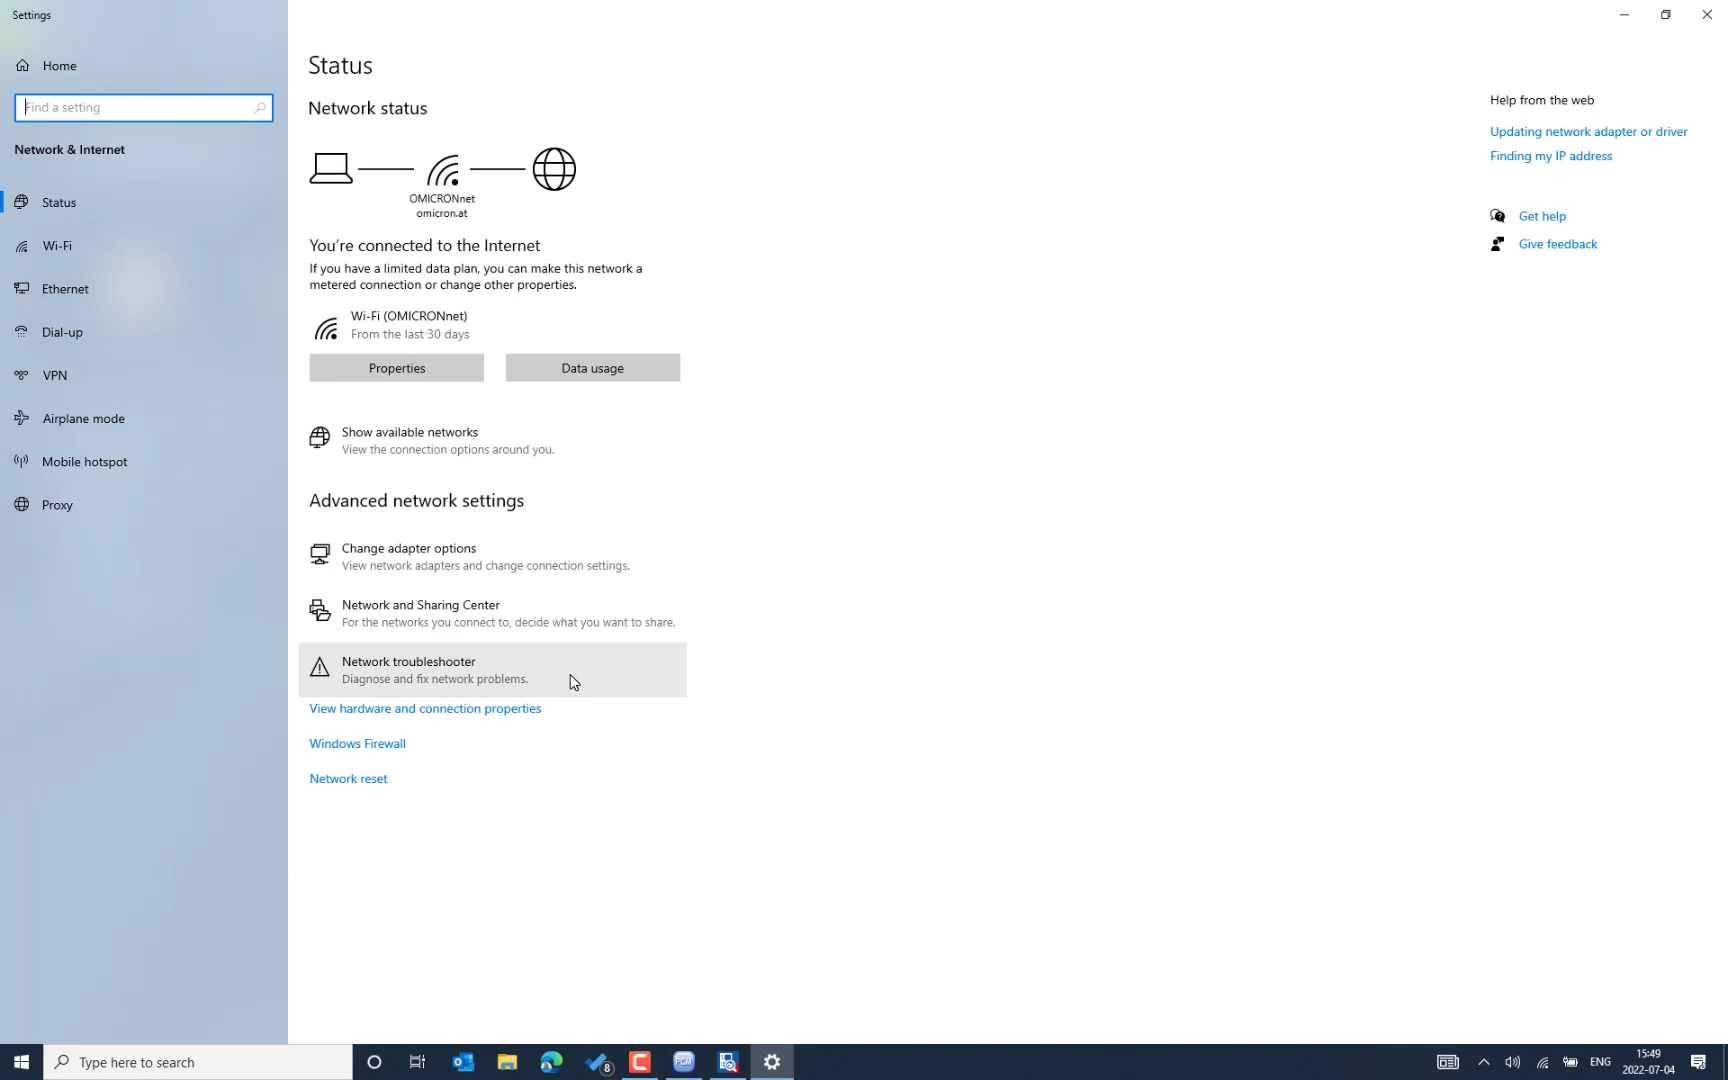 Settings
Home
Find a setting
Network & Internet
Status
Wi-Fi
Ethernet
Dial-up
VPN
Airplane mode
Mobile hotspot
Proxy
Status
Network status
OMICRONnet
omicron.at
You're connected to the Internet
If you have a limited data plan, you can make this network a
metered connection or change other properties.
Wi-Fi (OMICRONnet)
From the last 30 days
Properties
Data usage
Show available networks
View the connection options around you.
Advanced network settings
Change adapter options
View network adapters and change connection settings.
Network and Sharing Center
For the networks you connect to, decide what you want to share.
Network troubleshooter
Diagnose and fix network problems.
View hardware and connection properties
Windows Firewall
Network reset
Help from the web
Updating network adapter or driver
Finding my IP address
Get help
Give feedback
Type here to search
8
PGM
ENG
15:49
2022-07-04